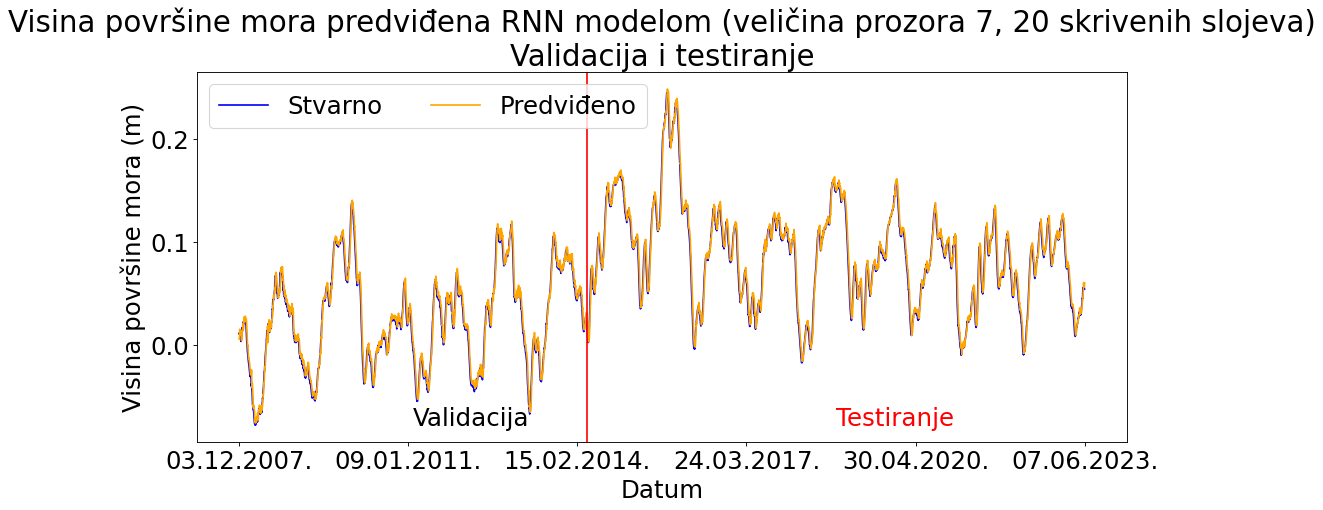 Visina površine mora predviđena RNN modelom (veličina prozora 7, 20 skrivenih slojeva)
Validacija i testiranje
Stvarno
Predviđeno
Visina površine mora (m)
0.2
0.1
0.0
Validacija
Testiranje
03.12.2007.
09.01.2011.
15.02.2014.
24.03.2017.
30.04.2020.
07.06.2023.
Datum